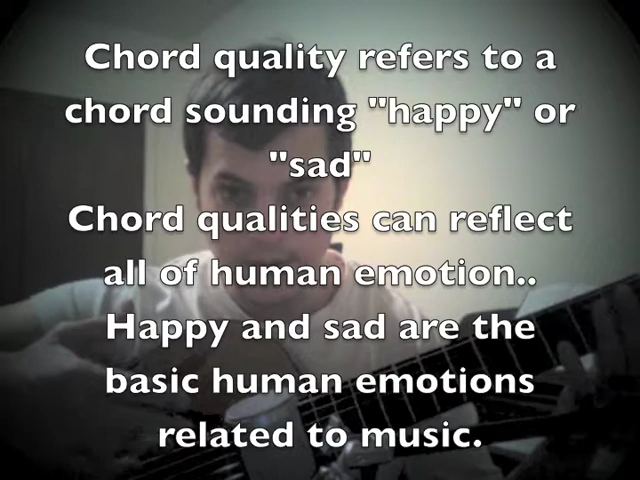 Chord quality refers to a
chord sounding "happy" or
"sad"
Chord qualities can reflect
all of human emotion..
Happy and sad are the
basic human emotions
related to music.